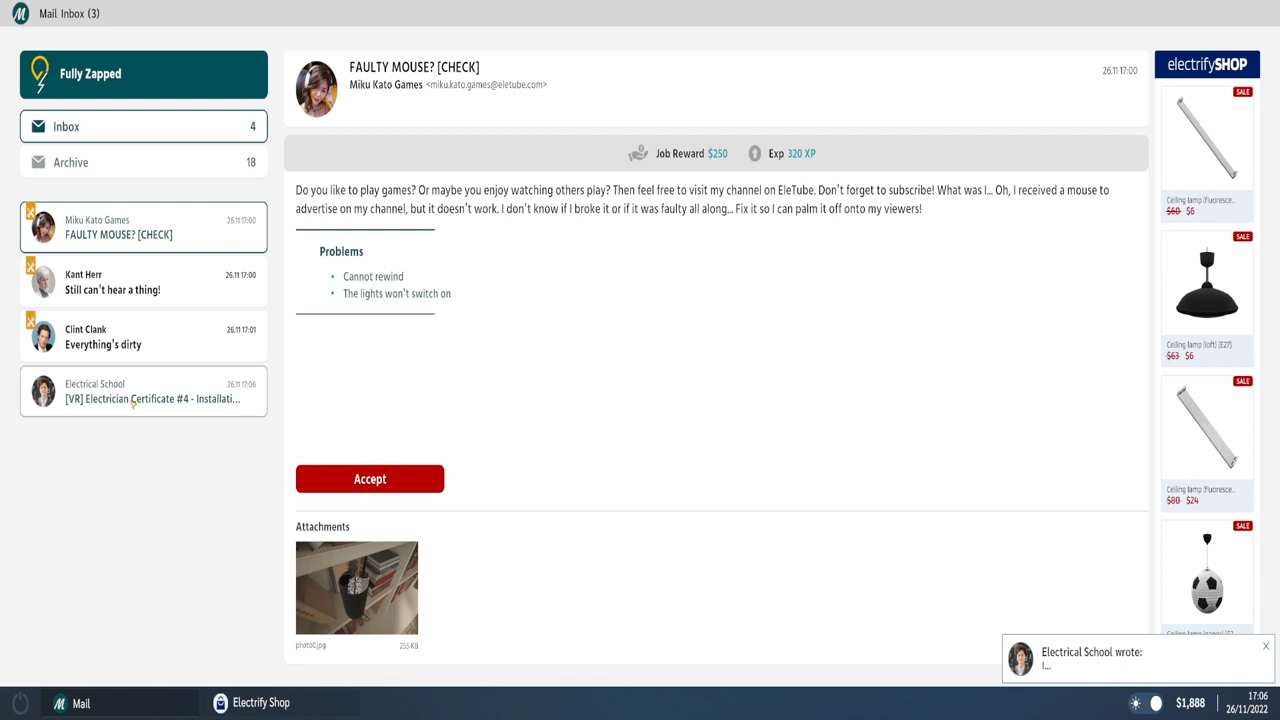 Mail Inbox (3)
Fully Zapped
Inbox 4
Archive 18
Miku Kato Games 26.11 17:00
FAULTY MOUSE? [CHECK]
Kant Herr 26.11 17:00
Still can't hear a thing!
Clint Clank 26.11 17:01
Everything's dirty
Electrical School 26.11 17:06
[VR] Electrician Certificate #4 - Installati...
FAULTY MOUSE? [CHECK]
Miku Kato Games <miku.kato.games@eletube.com>
26.11 17:00
Job Reward $250 Exp 320 XP
Do you like to play games? Or maybe you enjoy watching others play? Then feel free to visit my channel on EleTube. Don't forget to subscribe! What was I... Oh, I received a mouse to
advertise on my channel, but it doesn't work. I don't know if I broke it or if it was faulty all along... Fix it so I can palm it off onto my viewers!
Problems
• Cannot rewind
• The lights won't switch on
Accept
Attachments
photo0.jpg 255 KB
electrifySHOP
SALE
Ceiling lamp (fluoresce..
$60 $6
SALE
Ceiling lamp (loft) [E27]
$63 $6
SALE
Ceiling lamp (fluoresce..
$80 $24
SALE
Electrical School wrote: X
I...
M Mail
Electrify Shop
$1,888
17:06
26/11/2022